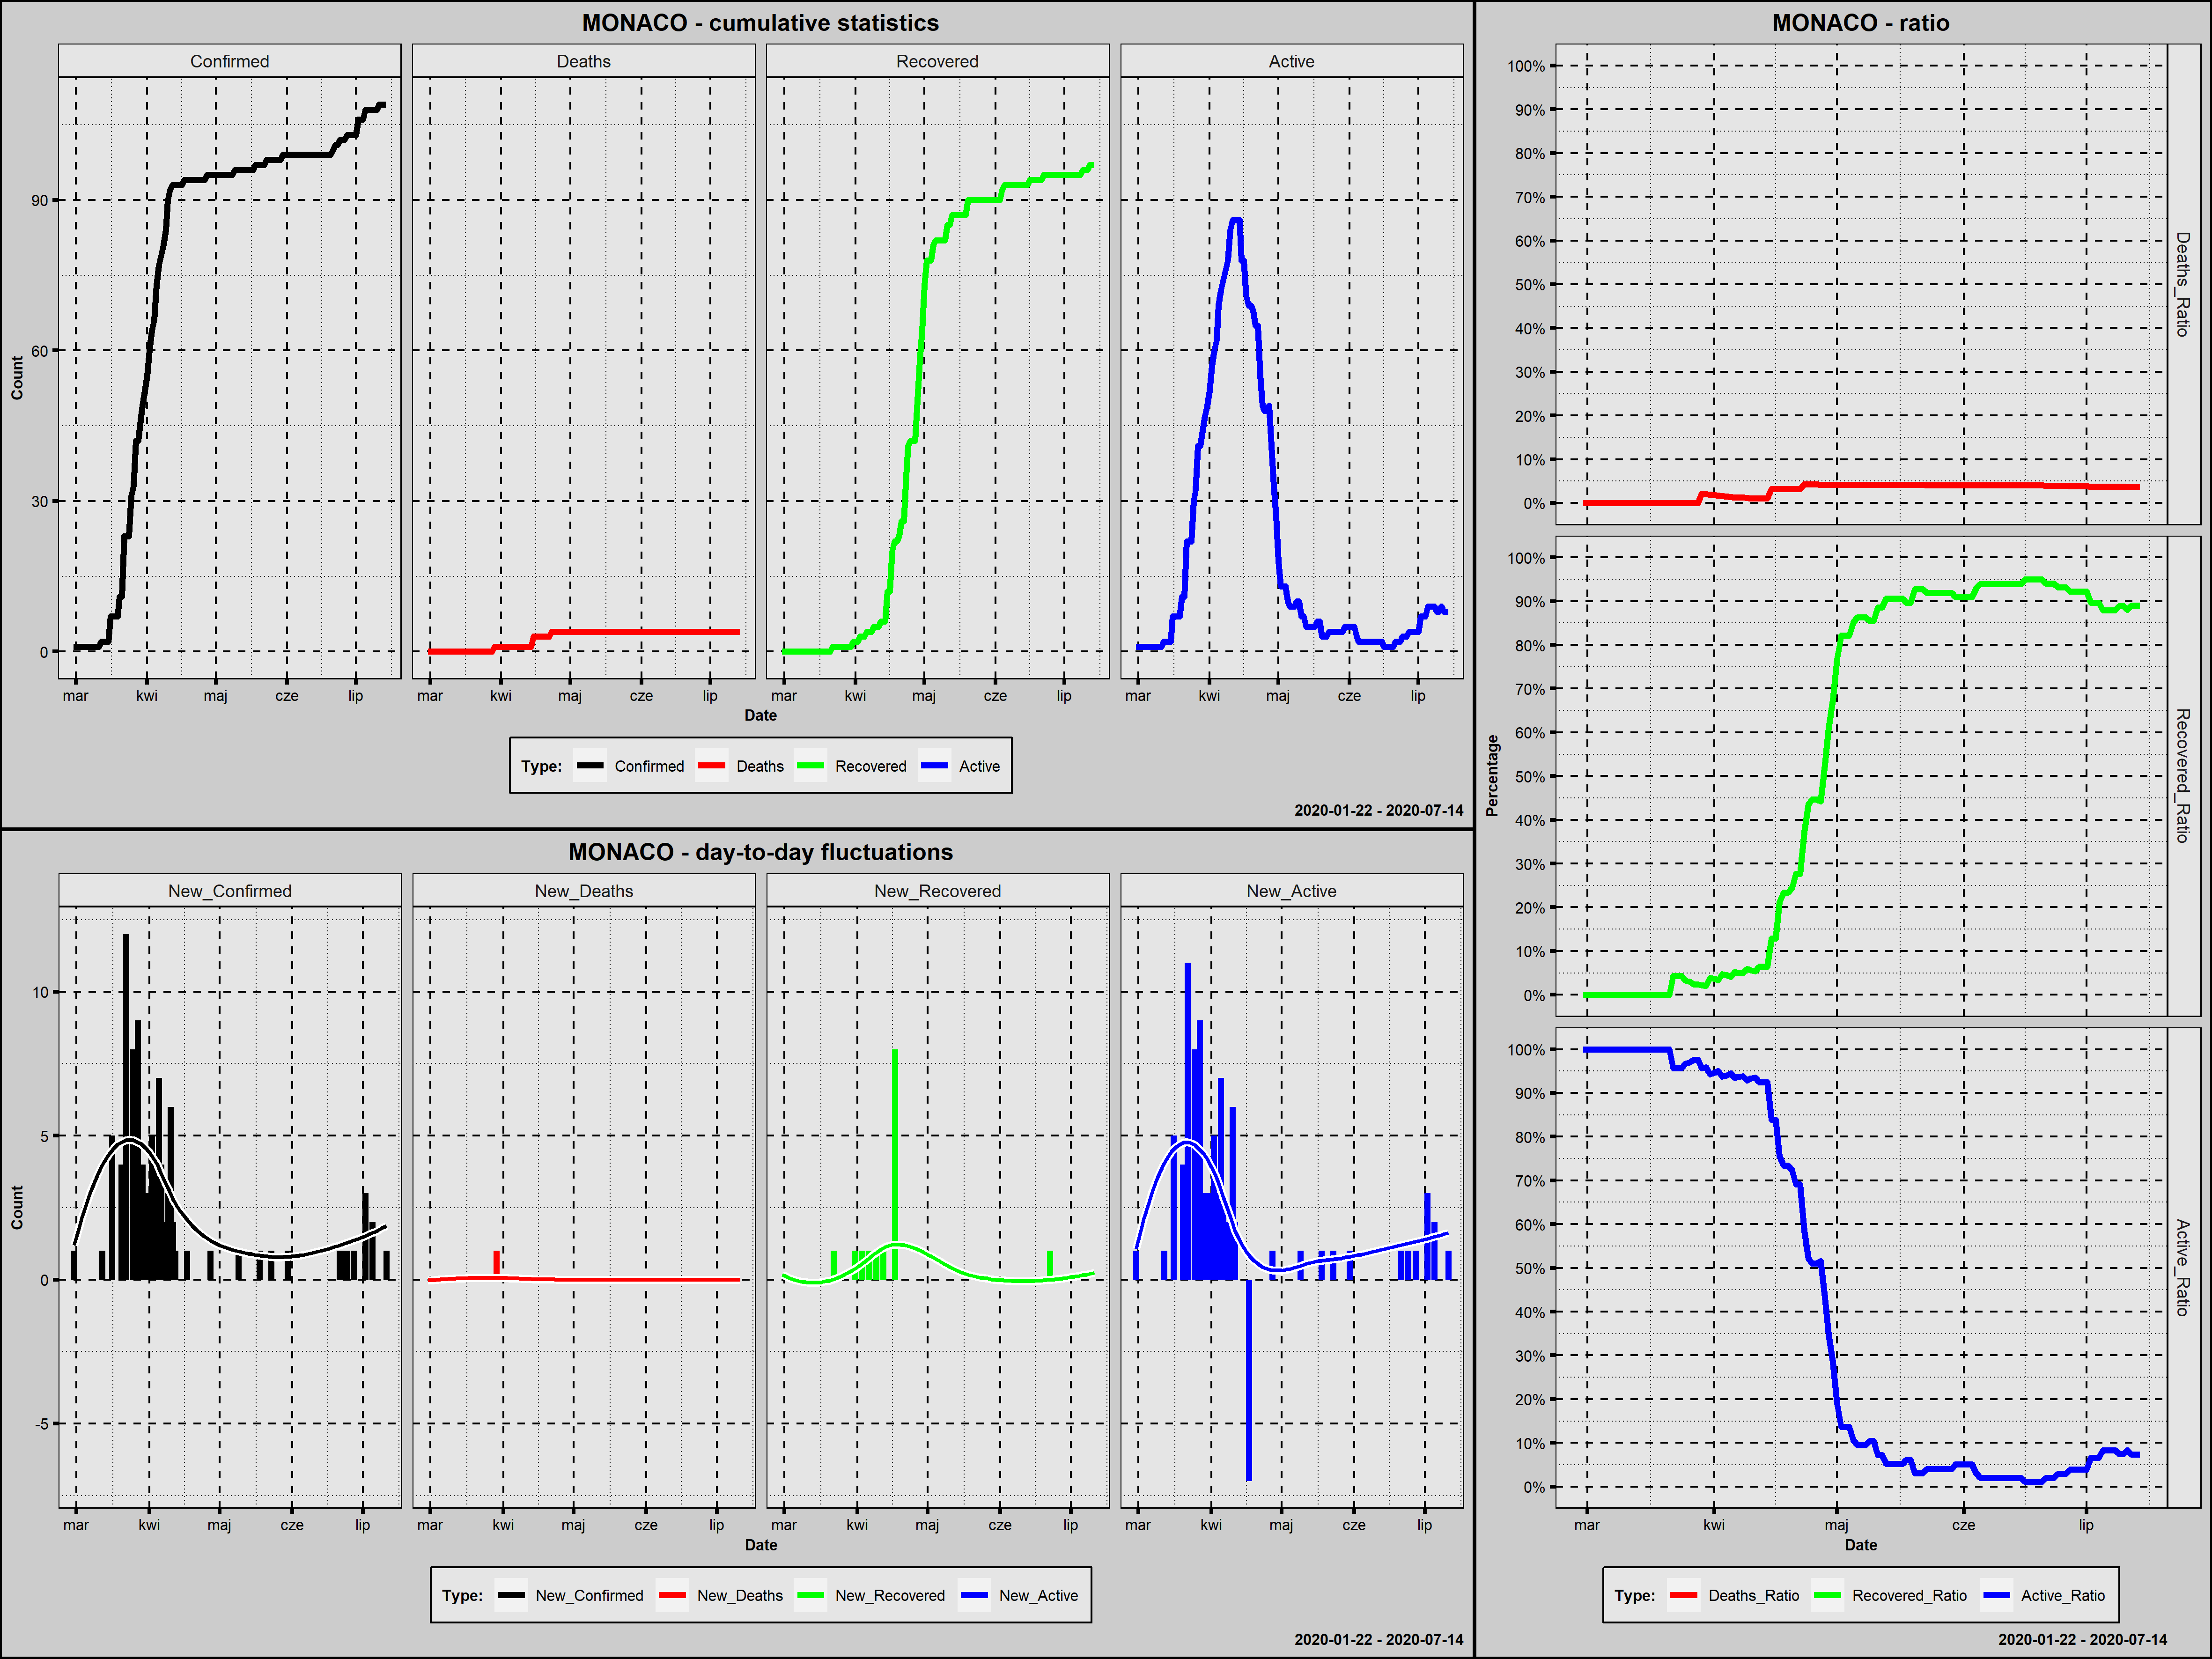 MONACO - cumulative statistics
Confirmed Deaths Recovered Active
Count
90
60
30
0
mar kwi maj cze lip mar kwi maj cze lip mar kwi maj cze lip mar kwi maj cze lip
Date
Type: Confirmed Deaths Recovered Active
2020-01-22 - 2020-07-14
MONACO - day-to-day fluctuations
New_Confirmed New_Deaths New_Recovered New_Active
Count
10
5
0
-5
mar kwi maj cze lip mar kwi maj cze lip mar kwi maj cze lip mar kwi maj cze lip
Date
Type: New_Confirmed New_Deaths New_Recovered New_Active
2020-01-22 - 2020-07-14
MONACO - ratio
Percentage
100%
90%
80%
70%
60%
50%
40%
30%
20%
10%
0%
Deaths_Ratio
100%
90%
80%
70%
60%
50%
40%
30%
20%
10%
0%
Recovered_Ratio
100%
90%
80%
70%
60%
50%
40%
30%
20%
10%
0%
Active_Ratio
mar kwi maj cze lip
Date
Type: Deaths_Ratio Recovered_Ratio Active_Ratio
2020-01-22 - 2020-07-14